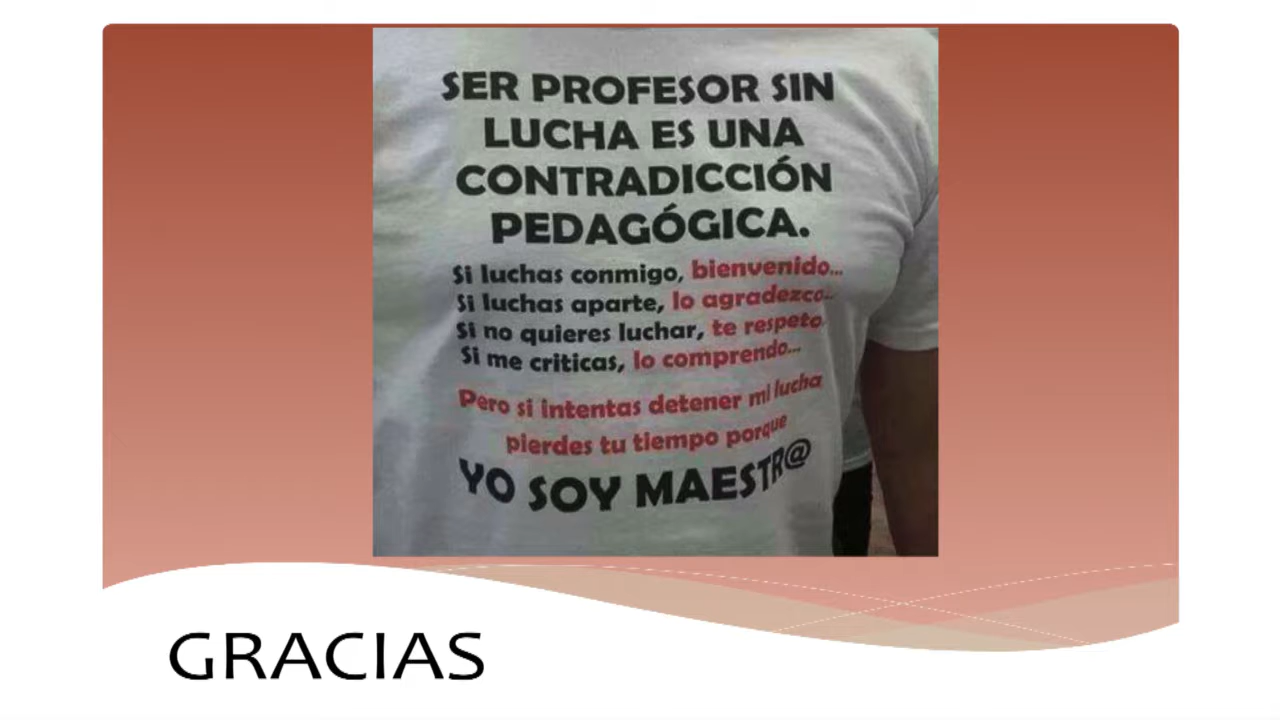 SER PROFESOR SIN
LUCHA ES UNA
CONTRADICCIÓN
PEDAGÓGICA.
Si luchas conmigo, bienvenido...
Si luchas aparte, lo agradezco...
Si no quieres luchar, te respeto
Si me criticas, lo comprendo...
Pero si intentas detener mi lucha
pierdes tu tiempo porque
YO SOY MAESTR@
GRACIAS